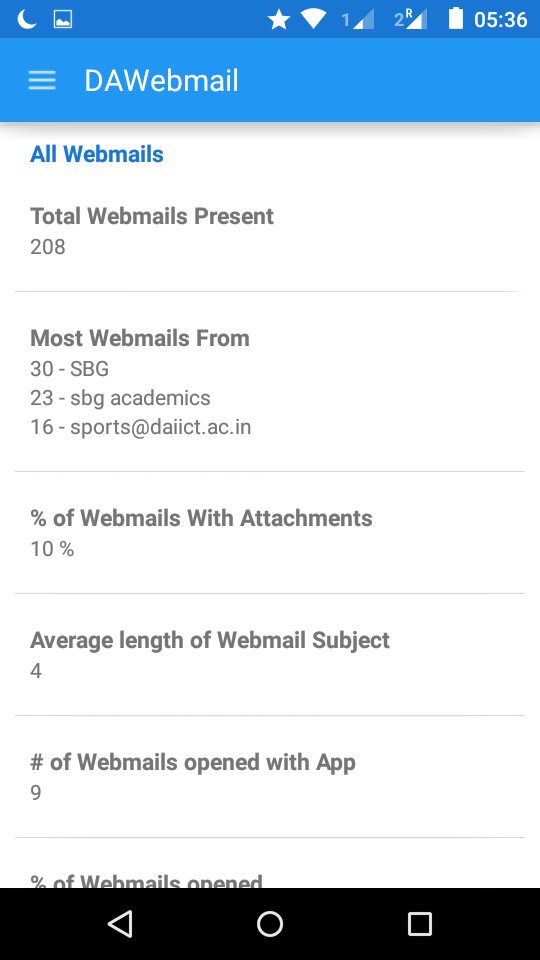 1 2 R 05:36
DAWebmail
All Webmails
Total Webmails Present
208
Most Webmails From
30 - SBG
23 - sbg academics
16 - sports@daiict.ac.in
% of Webmails With Attachments
10 %
Average length of Webmail Subject
4
# of Webmails opened with App
9
% of Webmails opened